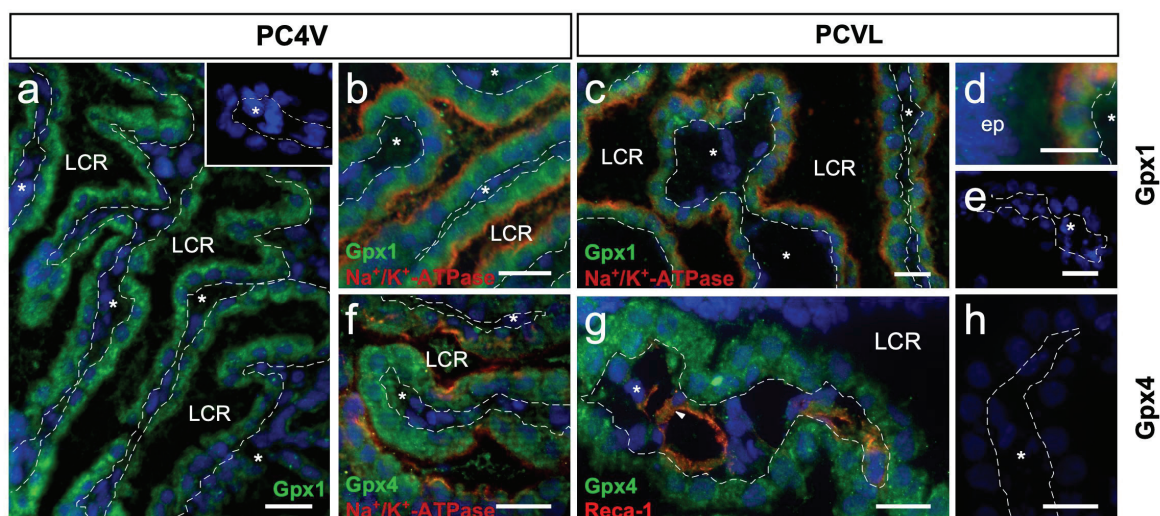 PC4V
PCVL
a
LCR
*
*
LCR
*
*
LCR
*
Gpx1
b
*
*
*
LCR
Gpx1
Na⁺/K⁺-ATPase
c
LCR
*
LCR
*
*
Gpx1
Na⁺/K⁺-ATPase
d
ep
*
e
*
Gpx1
f
*
LCR
*
Gpx4
Na⁺/K⁺-ATPase
g
LCR
*
Gpx4
Reca-1
h
*
Gpx4